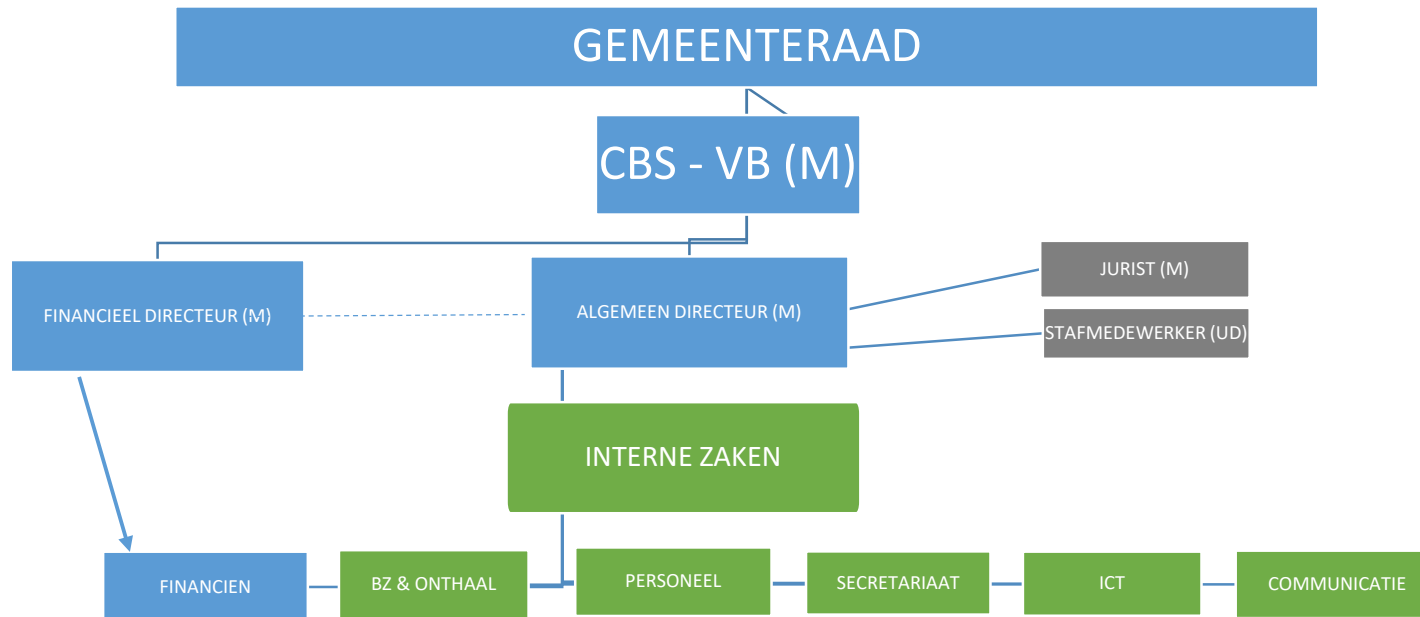 GEMEENTERAAD
CBS - VB (M)
FINANCIEEL DIRECTEUR (M)
ALGEMEEN DIRECTEUR (M)
JURIST (M)
STAFMEDEWERKER (UD)
INTERNE ZAKEN
FINANCIEN
BZ & ONTHAAL
PERSONEEL
SECRETARIAAT
ICT
COMMUNICATIE